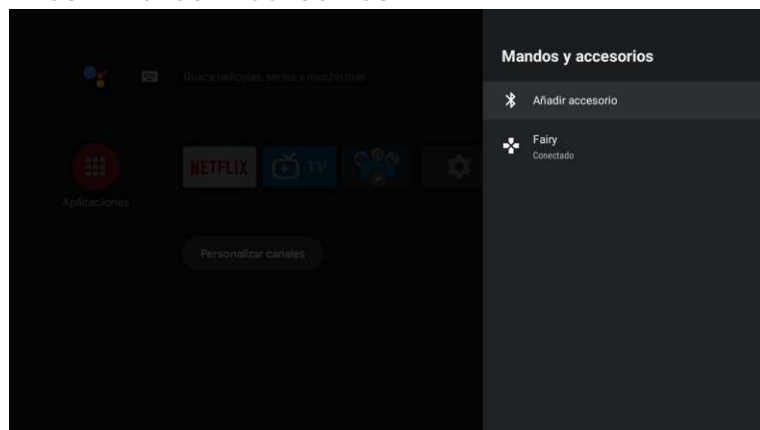 Mandos y accesorios
Busca películas, series y mucho más
Añadir accesorio
Fairy
Conectado
NETFLIX
TV
Aplicaciones
Personalizar canales